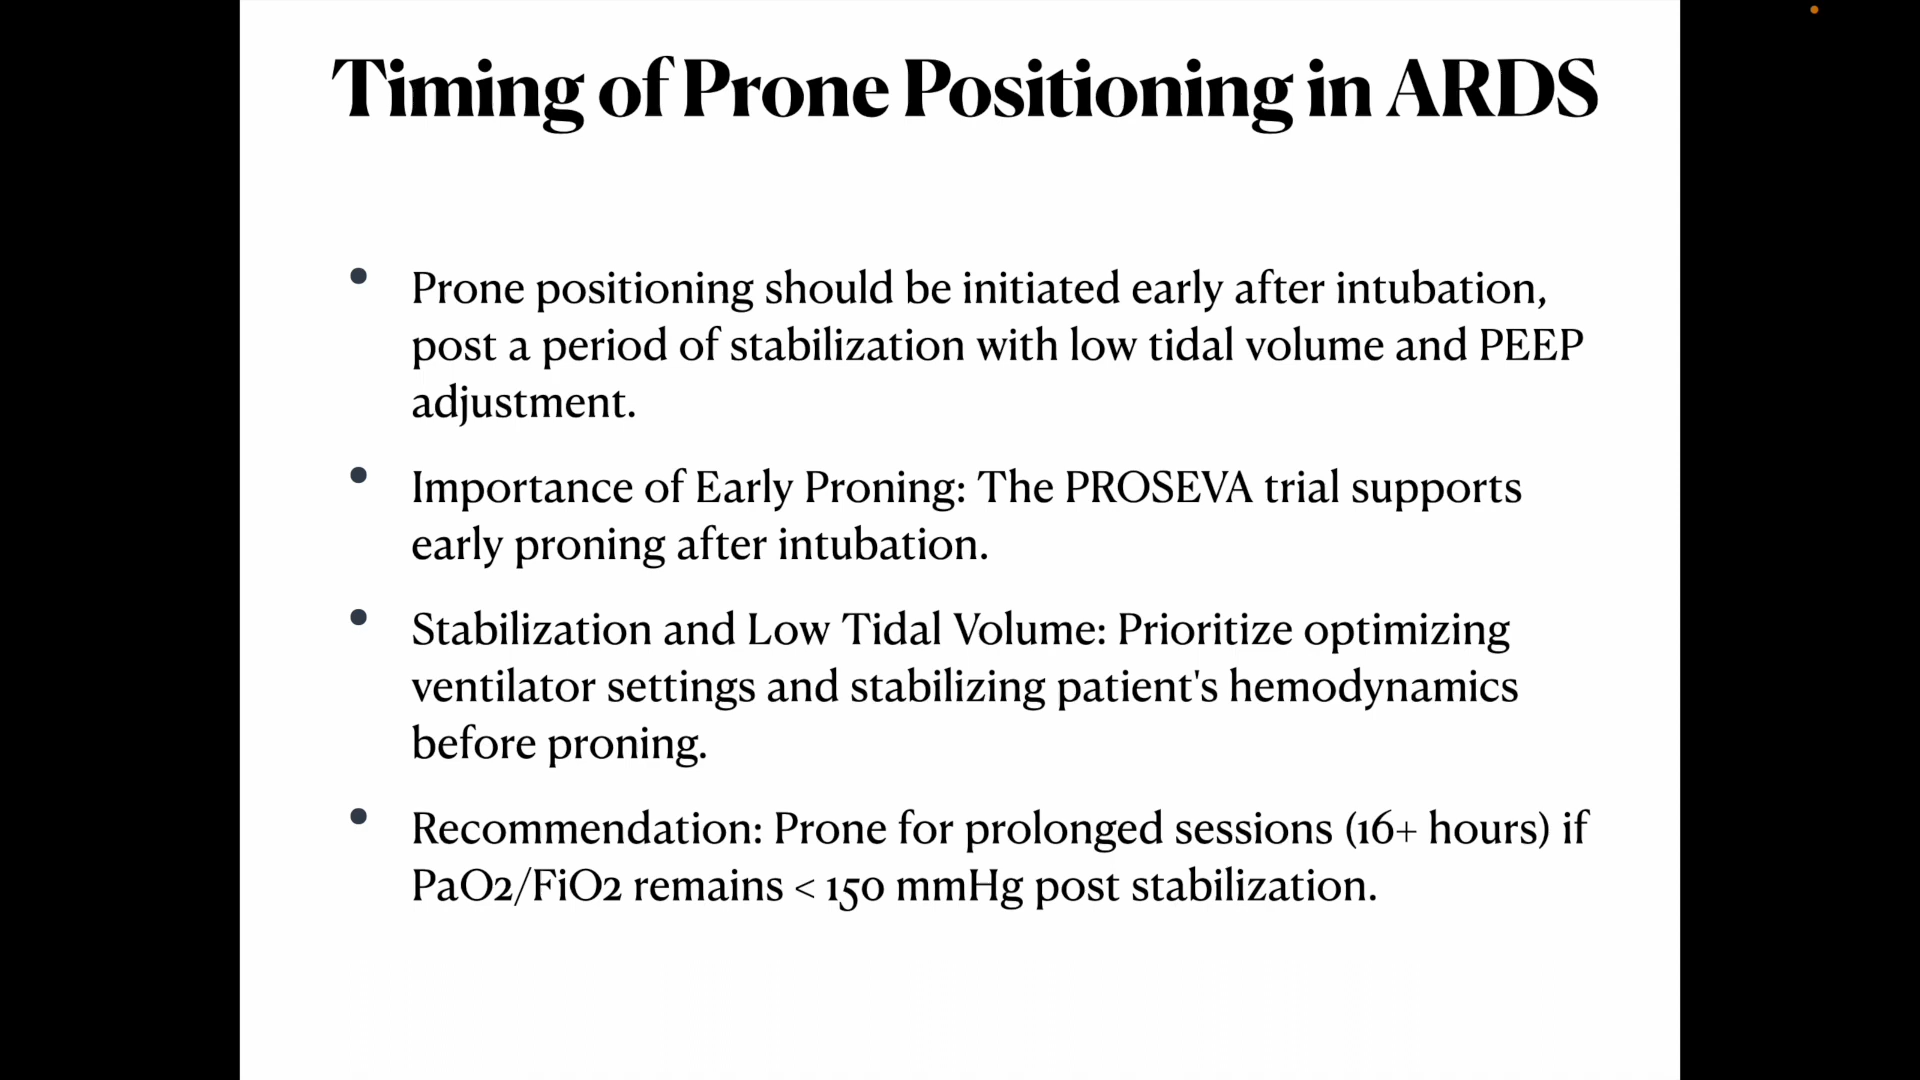 Timing of Prone Positioning in ARDS
• Prone positioning should be initiated early after intubation,
post a period of stabilization with low tidal volume and PEEP
adjustment.
• Importance of Early Proning: The PROSEVA trial supports
early proning after intubation.
• Stabilization and Low Tidal Volume: Prioritize optimizing
ventilator settings and stabilizing patient's hemodynamics
before proning.
• Recommendation: Prone for prolonged sessions (16+ hours) if
PaO2/FiO2 remains < 150 mmHg post stabilization.